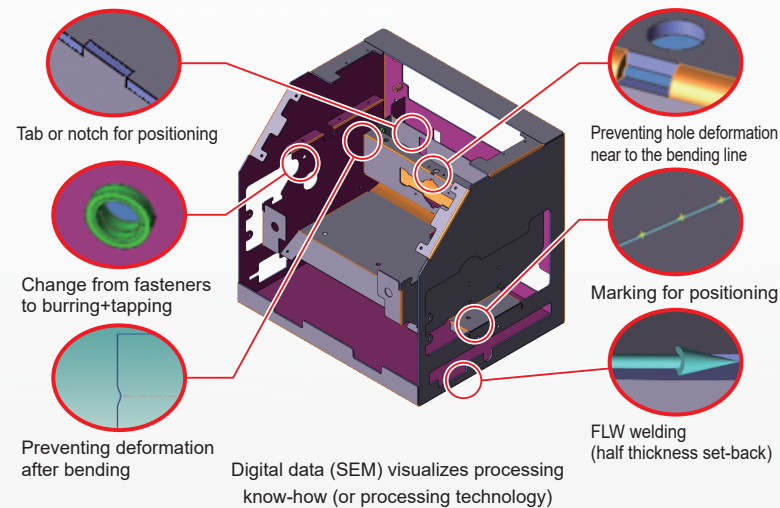 Tab or notch for positioning
Change from fasteners
to burring+tapping
Preventing deformation
after bending
Digital data (SEM) visualizes processing
know-how (or processing technology)
Preventing hole deformation
near to the bending line
Marking for positioning
FLW welding
(half thickness set-back)